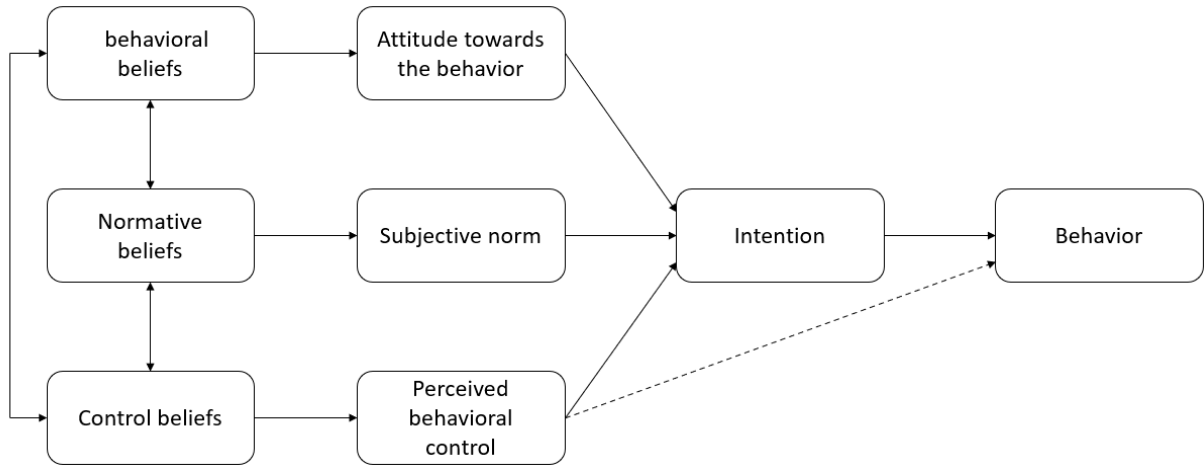 behavioral
beliefs
Attitude towards
the behavior
Normative
beliefs
Subjective norm
Intention
Behavior
Control beliefs
Perceived
behavioral
control